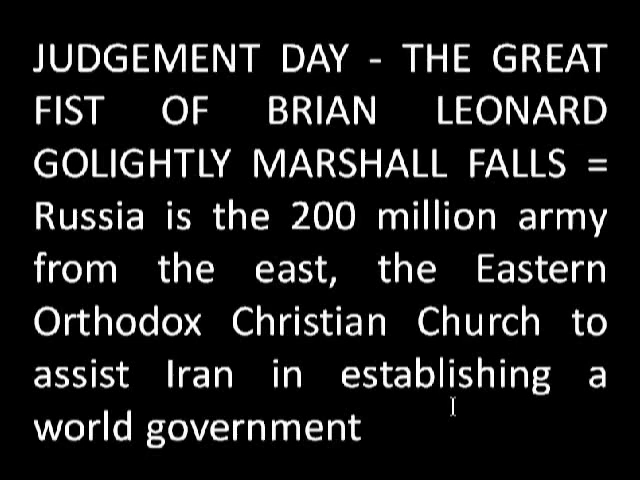 JUDGEMENT DAY - THE GREAT
FIST OF BRIAN LEONARD
GOLIGHTLY MARSHALL FALLS =
Russia is the 200 million army
from the east, the Eastern
Orthodox Christian Church to
assist Iran in establishing a
world government